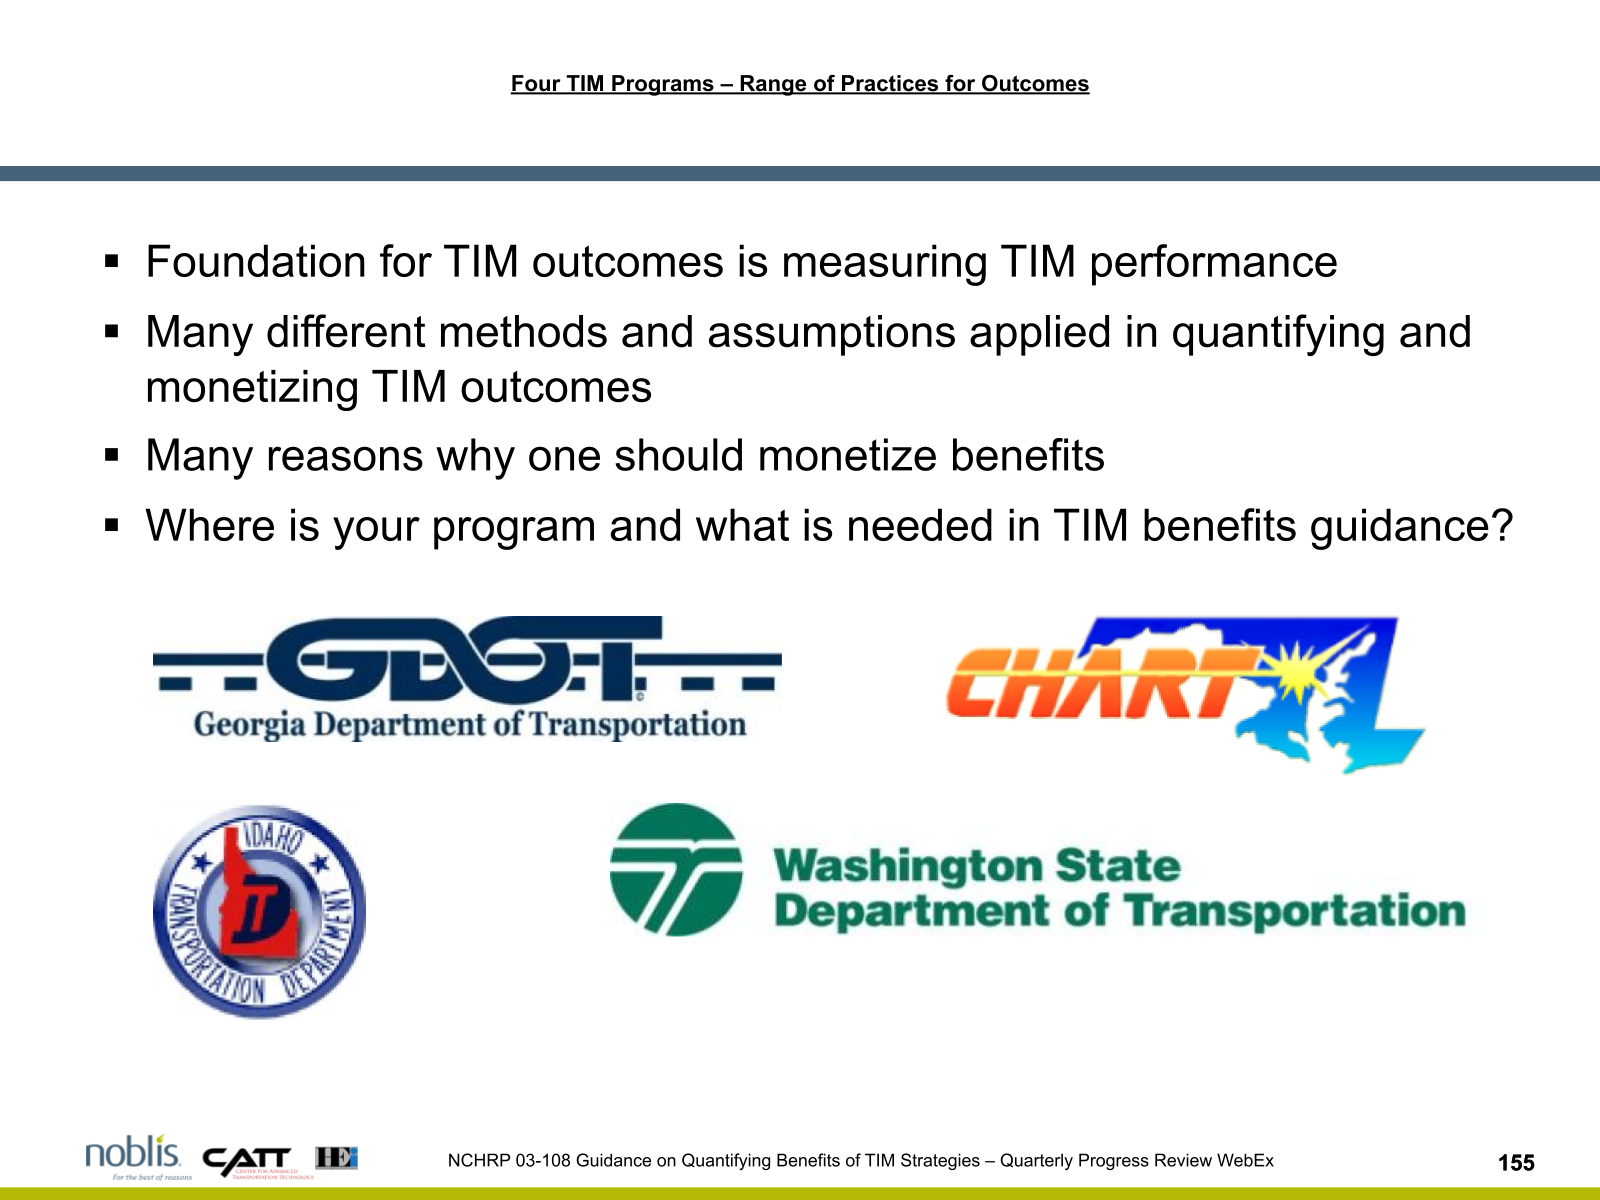 Four TIM Programs – Range of Practices for Outcomes
▪ Foundation for TIM outcomes is measuring TIM performance
▪ Many different methods and assumptions applied in quantifying and
monetizing TIM outcomes
▪ Many reasons why one should monetize benefits
▪ Where is your program and what is needed in TIM benefits guidance?
GDOT
©
Georgia Department of Transportation
CHART
IDAHO
IT
TRANSPORTATION DEPARTMENT
Washington State
Department of Transportation
noblis.
For the best of reasons
CATT
CENTER FOR ADVANCED
TRANSPORTATION TECHNOLOGY
HEi
NCHRP 03-108 Guidance on Quantifying Benefits of TIM Strategies – Quarterly Progress Review WebEx
155